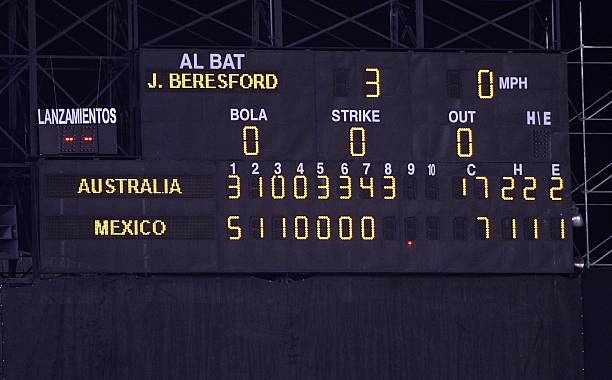 AL BAT
J. BERESFORD 3 0 MPH
LANZAMIENTOS BOLA STRIKE OUT H\E
-- --
0 0 0
1 2 3 4 5 6 7 8 9 10 C H E
AUSTRALIA 3 1 0 0 3 3 4 3 17 22 2
MEXICO 5 1 1 0 0 0 0 7 11 1